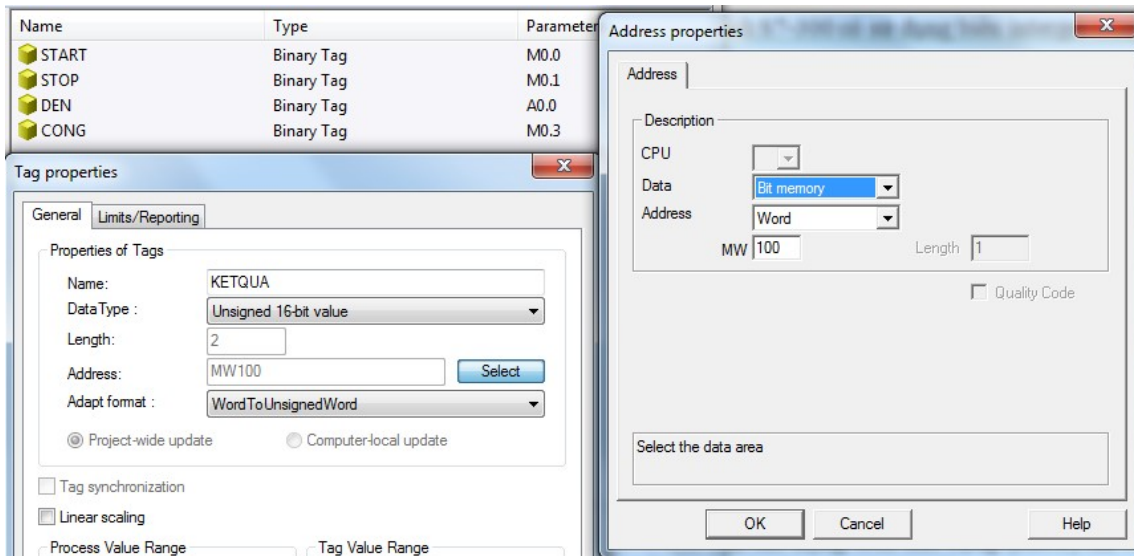 Name Type Parameter
START Binary Tag M0.0
STOP Binary Tag M0.1
DEN Binary Tag A0.0
CONG Binary Tag M0.3
Tag properties
General Limits/Reporting
Properties of Tags
Name: KETQUA
DataType : Unsigned 16-bit value
Length: 2
Address: MW100 Select
Adapt format : WordToUnsignedWord
Project-wide update Computer-local update
Tag synchronization
Linear scaling
Process Value Range Tag Value Range
Address properties
Address
Description
CPU
Data Bit memory
Address Word
MW 100 Length 1
Quality Code
Select the data area
OK Cancel Help